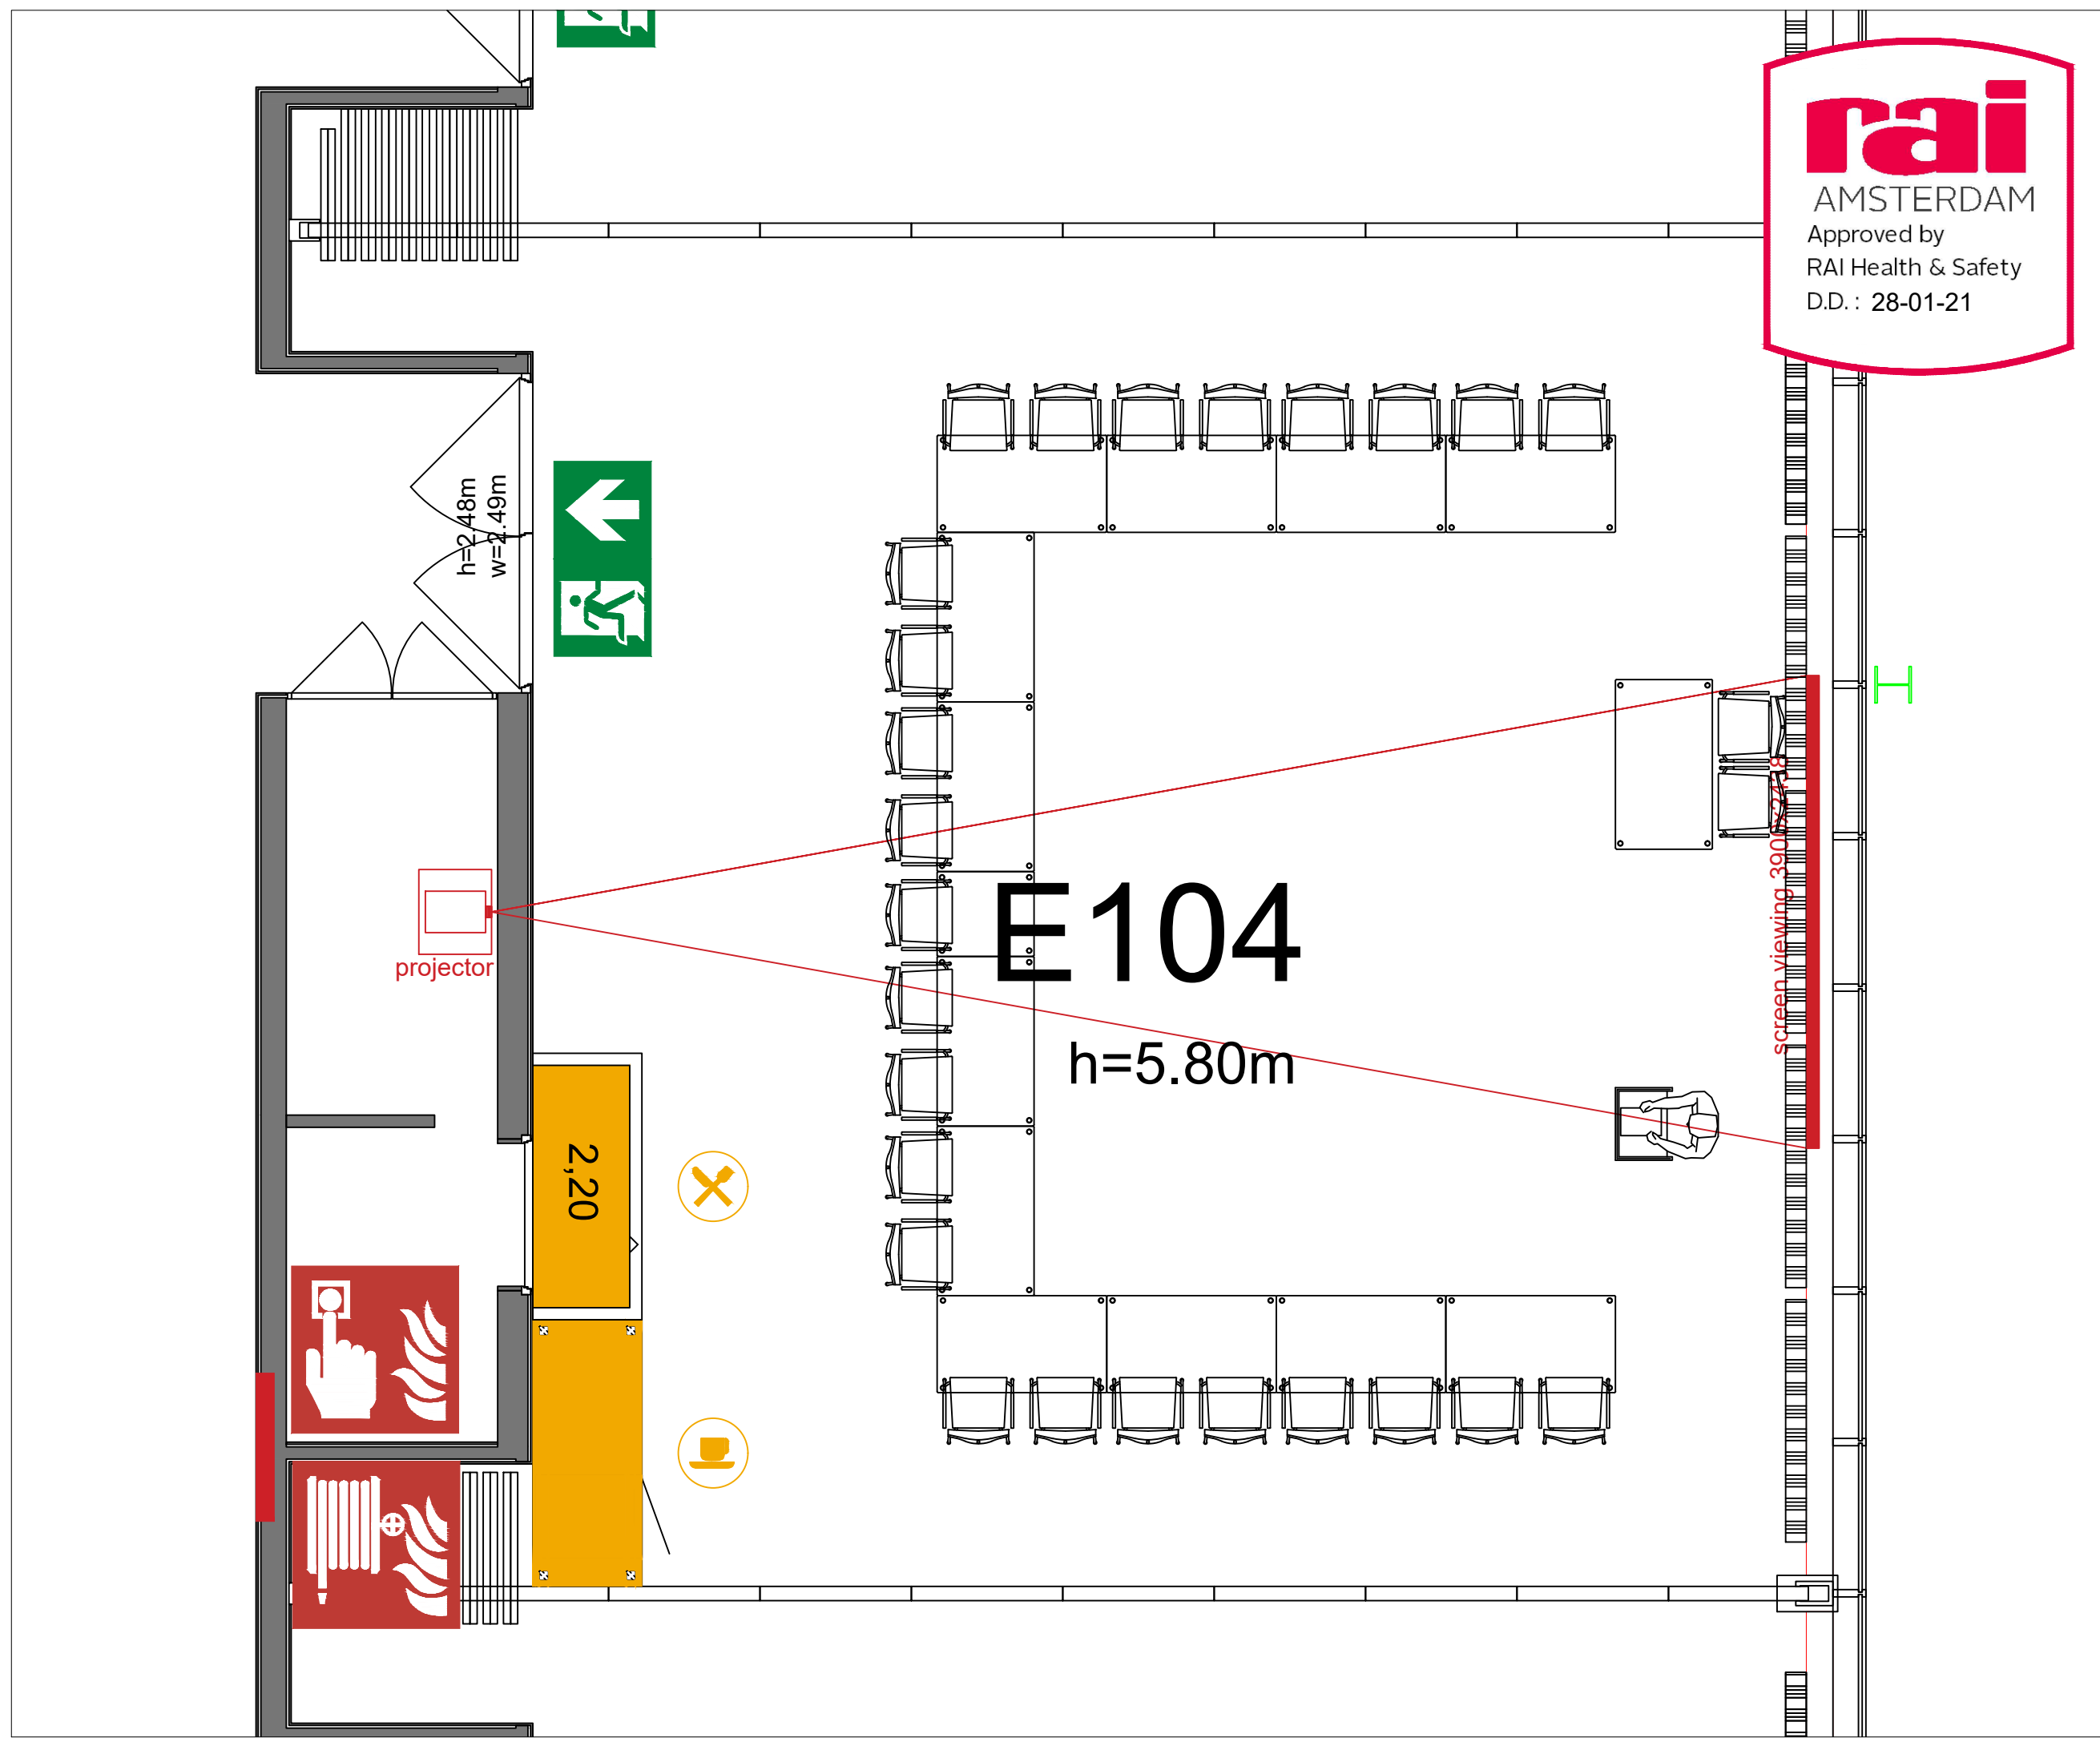 rai
AMSTERDAM
Approved by
RAI Health & Safety
D.D. : 28-01-21
h=2.48m
w=2.49m
projector
E104
h=5.80m
screen viewing 3900x2438
2,20